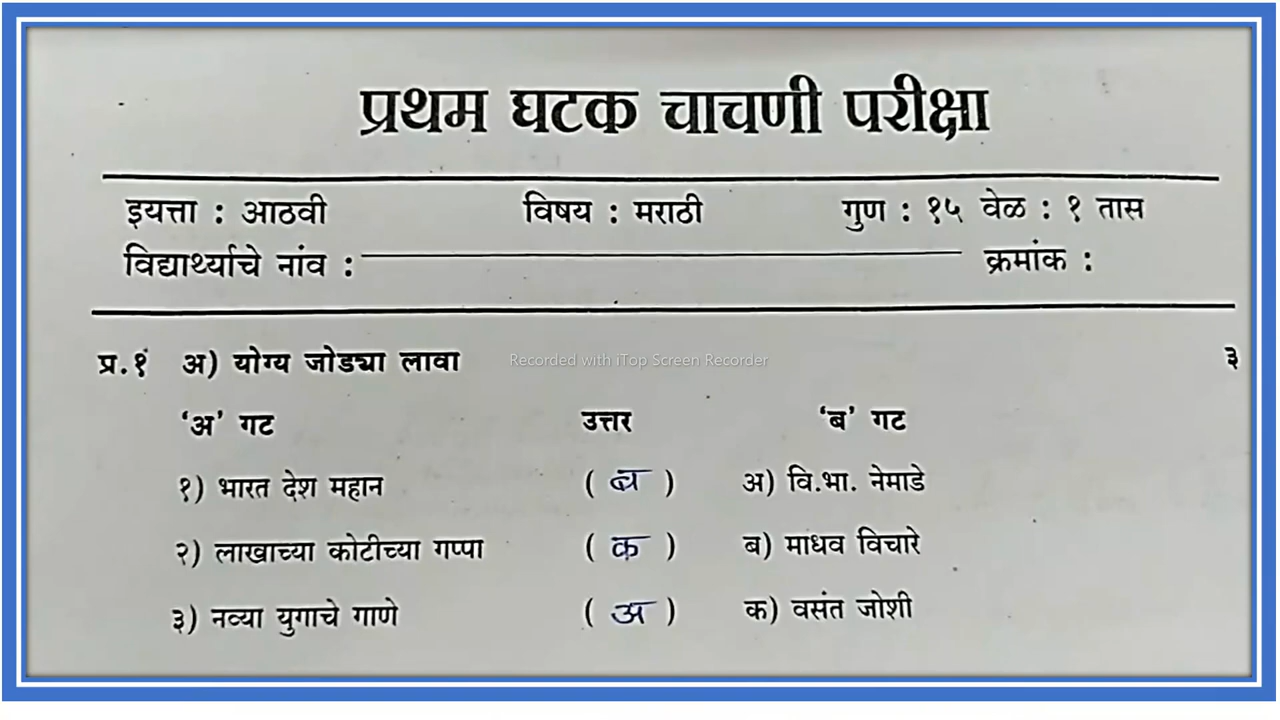 प्रथम घटक चाचणी परीक्षा
इयत्ता : आठवी विषय : मराठी गुण : १५ वेळ : १ तास
विद्यार्थ्याचे नांव : क्रमांक :
प्र.१ अ) योग्य जोड्या लावा ३
Recorded with iTop Screen Recorder
'अ' गट उत्तर 'ब' गट
१) भारत देश महान ( ब ) अ) वि.भा. नेमाडे
२) लाखाच्या कोटीच्या गप्पा ( क ) ब) माधव विचारे
३) नव्या युगाचे गाणे ( अ ) क) वसंत जोशी